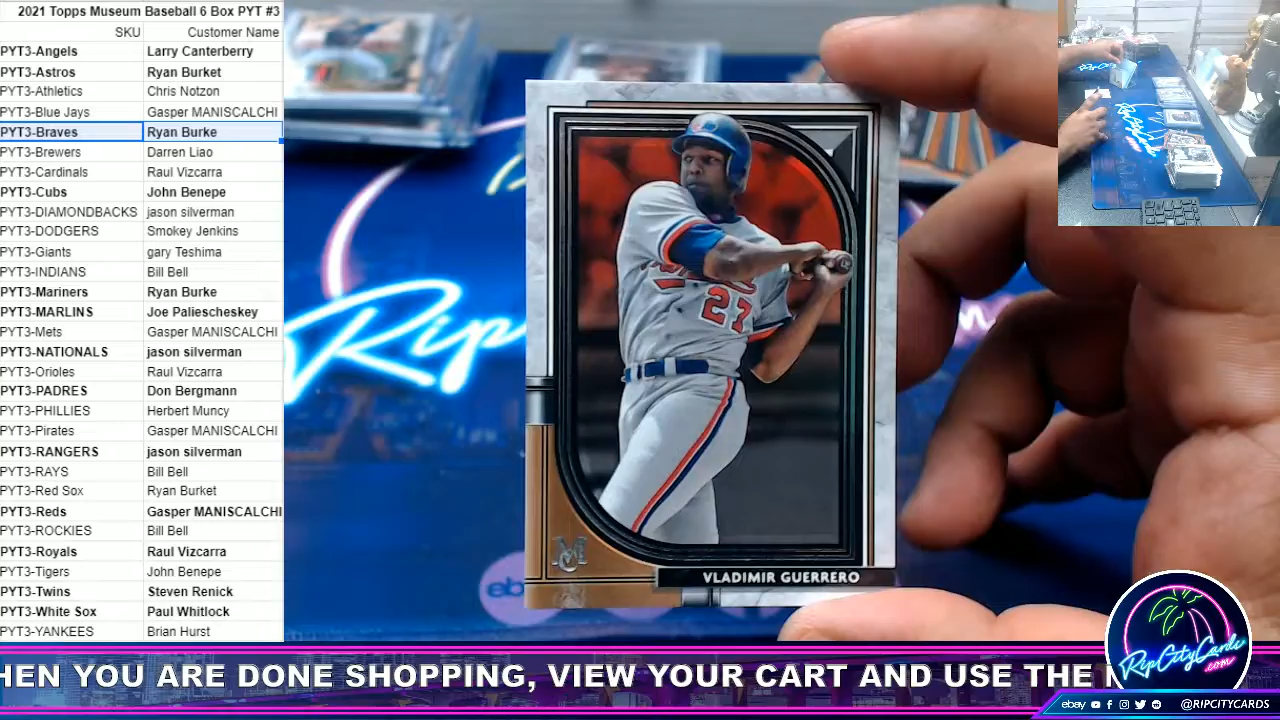 2021 Topps Museum Baseball 6 Box PYT #3
SKU Customer Name
PYT3-Angels Larry Canterberry
PYT3-Astros Ryan Burket
PYT3-Athletics Chris Notzon
PYT3-Blue Jays Gasper MANISCALCHI
PYT3-Braves Ryan Burke
PYT3-Brewers Darren Liao
PYT3-Cardinals Raul Vizcarra
PYT3-Cubs John Benepe
PYT3-DIAMONDBACKS jason silverman
PYT3-DODGERS Smokey Jenkins
PYT3-Giants gary Teshima
PYT3-INDIANS Bill Bell
PYT3-Mariners Ryan Burke
PYT3-MARLINS Joe Paliescheskey
PYT3-Mets Gasper MANISCALCHI
PYT3-NATIONALS jason silverman
PYT3-Orioles Raul Vizcarra
PYT3-PADRES Don Bergmann
PYT3-PHILLIES Herbert Muncy
PYT3-Pirates Gasper MANISCALCHI
PYT3-RANGERS jason silverman
PYT3-RAYS Bill Bell
PYT3-Red Sox Ryan Burket
PYT3-Reds Gasper MANISCALCHI
PYT3-ROCKIES Bill Bell
PYT3-Royals Raul Vizcarra
PYT3-Tigers John Benepe
PYT3-Twins Steven Renick
PYT3-White Sox Paul Whitlock
PYT3-YANKEES Brian Hurst
Rip
27
VLADIMIR GUERRERO
eb
HEN YOU ARE DONE SHOPPING, VIEW YOUR CART AND USE THE
RipCityCards
.com
ebay @RIPCITYCARDS